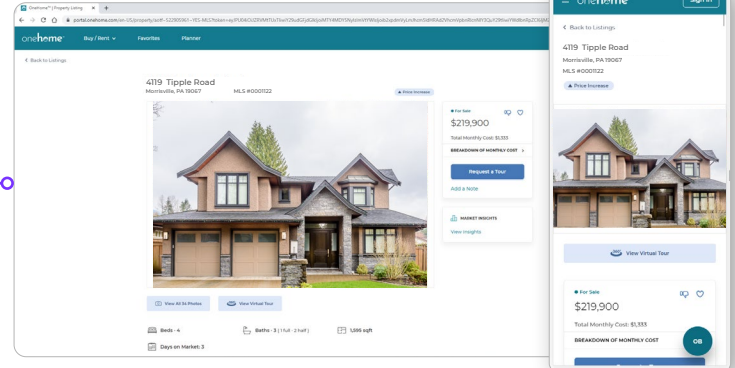 OneHome™ | Property Listing
onehome™
Buy / Rent
Favorites
Planner
Back to Listings
4119 Tipple Road
Morrisville, PA 19067
MLS #0001122
Price Increase
For Sale
$219,900
Total Monthly Cost: $1,333
BREAKDOWN OF MONTHLY COST
Request a Tour
Add a Note
MARKET INSIGHTS
View Insights
View All 34 Photos
View Virtual Tour
Beds - 4
Baths - 3 (1 full · 2 half)
1,595 sqft
Days on Market: 3
onehome
Sign In
Back to Listings
4119 Tipple Road
Morrisville, PA 19067
MLS #0001122
Price Increase
View Virtual Tour
For Sale
$219,900
Total Monthly Cost: $1,333
BREAKDOWN OF MONTHLY COST
OB